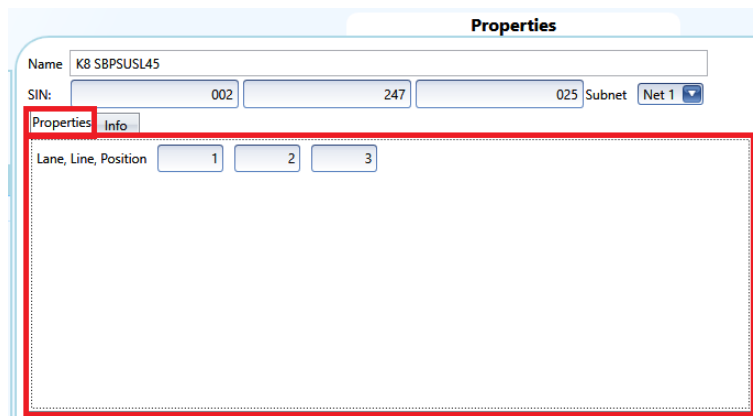 Properties
Name K8 SBPSUSL45
SIN: 002 247 025 Subnet Net 1
Properties Info
Lane, Line, Position 1 2 3